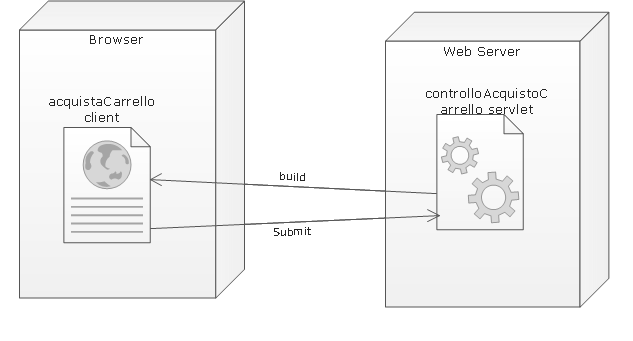 Browser
Web Server
acquistaCarrello
client
controlloAcquistoC
arrello servlet
build
Submit